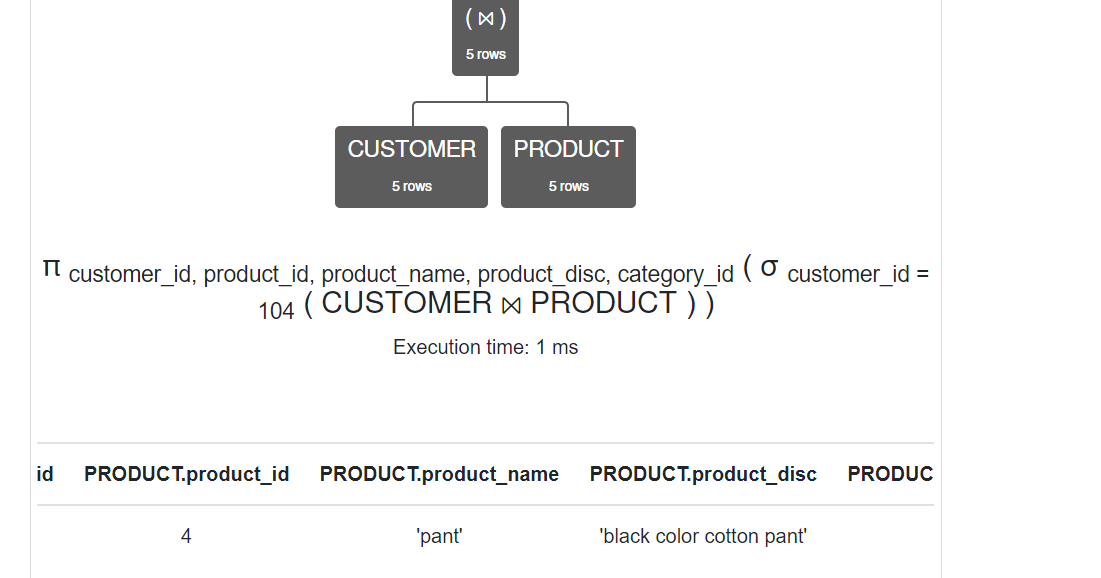 ( ⋈ )
5 rows
CUSTOMER PRODUCT
5 rows 5 rows
π customer_id, product_id, product_name, product_disc, category_id ( σ customer_id =
104 ( CUSTOMER ⋈ PRODUCT ) )
Execution time: 1 ms
id PRODUCT.product_id PRODUCT.product_name PRODUCT.product_disc PRODUC
4 'pant' 'black color cotton pant'